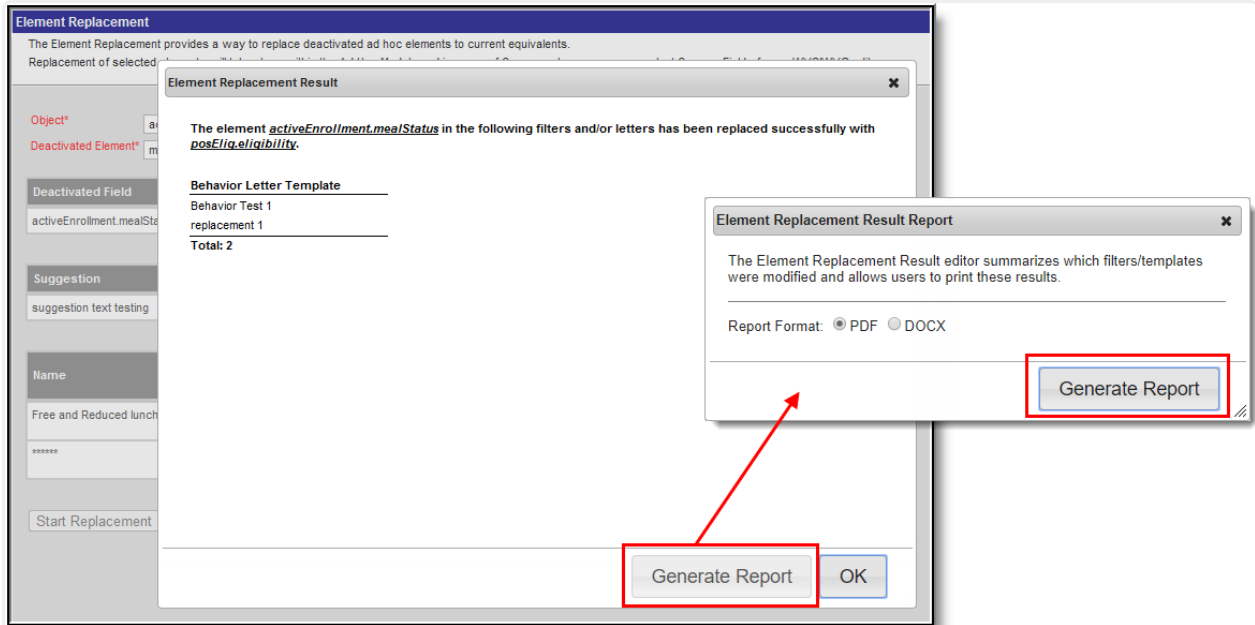 Element Replacement
The Element Replacement provides a way to replace deactivated ad hoc elements to current equivalents.
Replacement of selected
Object*
Deactivated Element*
Deactivated Field
activeEnrollment.mealSta
Suggestion
suggestion text testing
Name
Free and Reduced lunch
******
Start Replacement
Element Replacement Result
The element activeEnrollment.mealStatus in the following filters and/or letters has been replaced successfully with
posElig.eligibility.
Behavior Letter Template
Behavior Test 1
replacement 1
Total: 2
Generate Report OK
Element Replacement Result Report
The Element Replacement Result editor summarizes which filters/templates
were modified and allows users to print these results.
Report Format: PDF DOCX
Generate Report